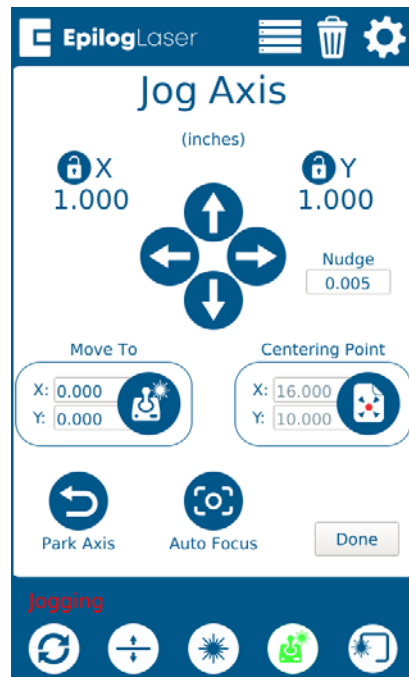 EpilogLaser
Jog Axis
(inches)
X
1.000
Y
1.000
Nudge
0.005
Move To
X: 0.000
Y: 0.000
Centering Point
X: 16.000
Y: 10.000
Park Axis
Auto Focus
Done
Jogging